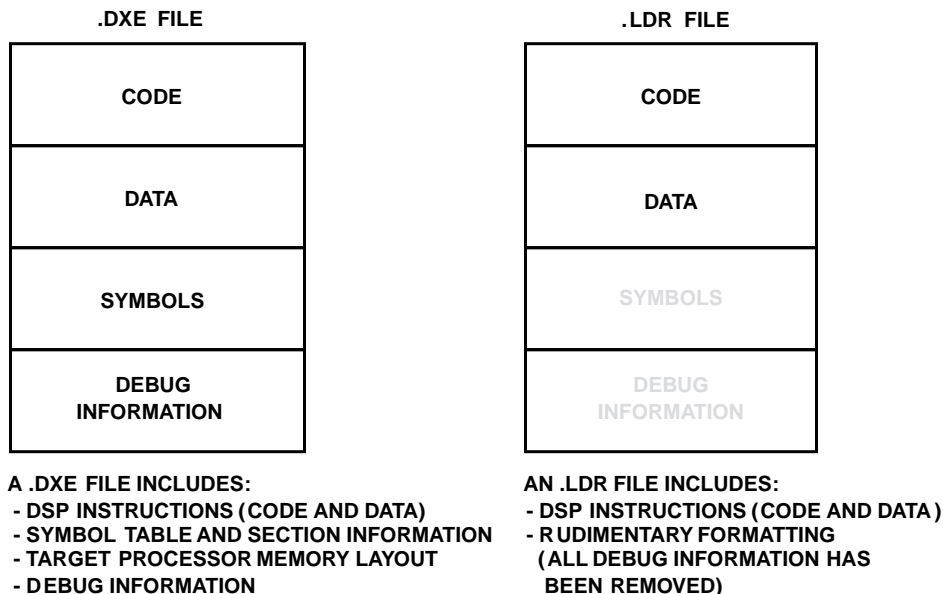 .DXE FILE
CODE
DATA
SYMBOLS
DEBUG
INFORMATION
A .DXE FILE INCLUDES:
- DSP INSTRUCTIONS (CODE AND DATA)
- SYMBOL TABLE AND SECTION INFORMATION
- TARGET PROCESSOR MEMORY LAYOUT
- DEBUG INFORMATION
.LDR FILE
CODE
DATA
SYMBOLS
DEBUG
INFORMATION
AN .LDR FILE INCLUDES:
- DSP INSTRUCTIONS (CODE AND DATA)
- RUDIMENTARY FORMATTING
(ALL DEBUG INFORMATION HAS
BEEN REMOVED)